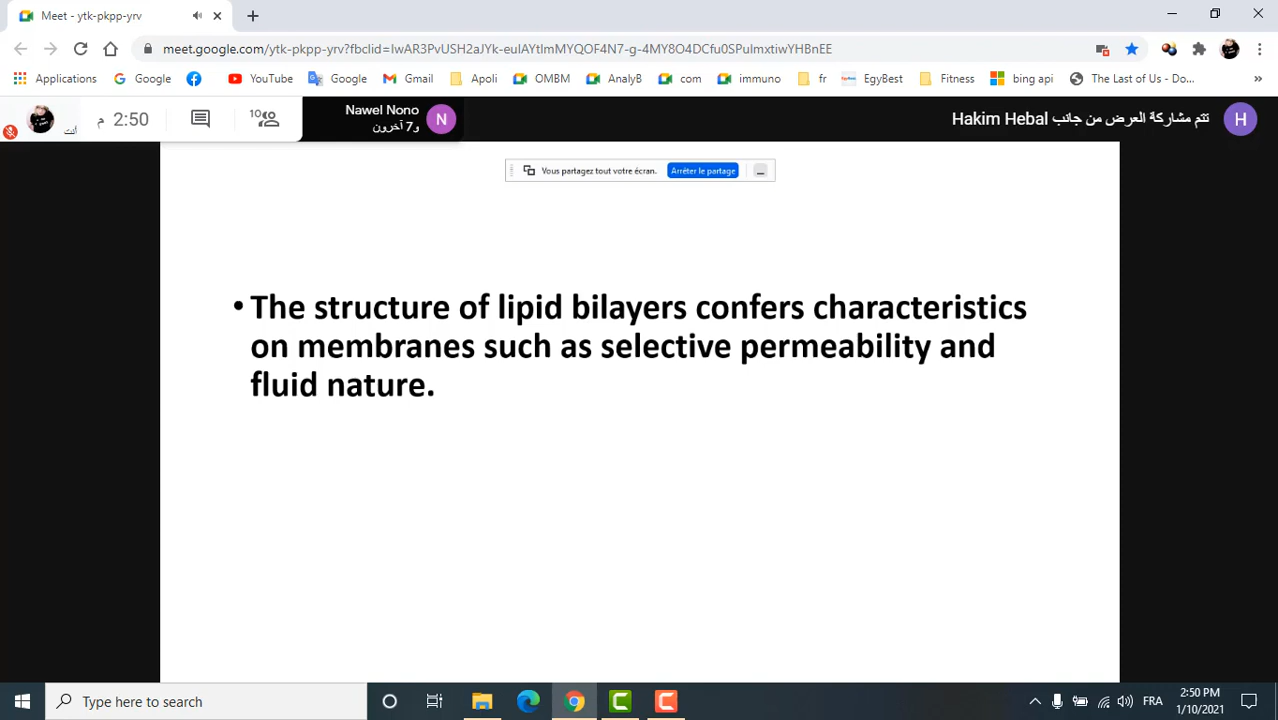 Meet - ytk-pkpp-yrv
meet.google.com/ytk-pkpp-yrv?fbclid=IwAR3PvUSH2aJYk-eulAYtlmMYQOF4N7-g-4MY8O4DCfu0SPulmxtiwYHBnEE
Applications Google YouTube Google Gmail Apoli OMBM AnalyB com immuno fr EgyBest Fitness bing api The Last of Us - Do... »
2:50 م
أنت
10
Nawel Nono
و7 آخرون
N
تتم مشاركة العرض من جانب Hakim Hebal
H
Vous partagez tout votre écran. Arrêter le partage
• The structure of lipid bilayers confers characteristics
on membranes such as selective permeability and
fluid nature.
Type here to search
FRA
2:50 PM
1/10/2021